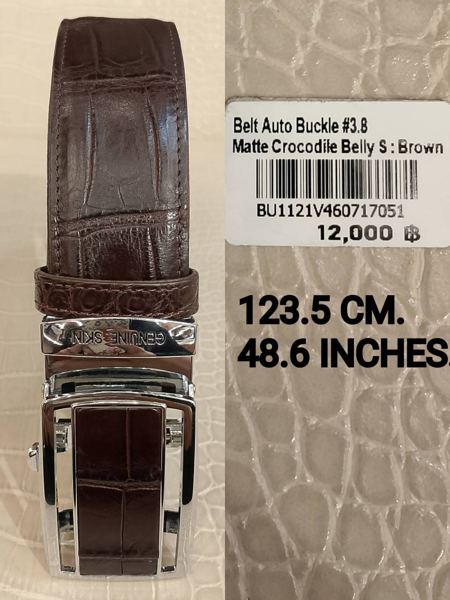 GENUINE SKIN
Belt Auto Buckle #3.8
Matte Crocodile Belly S : Brown
BU1121V460717051
12,000 ฿
123.5 CM.
48.6 INCHES.